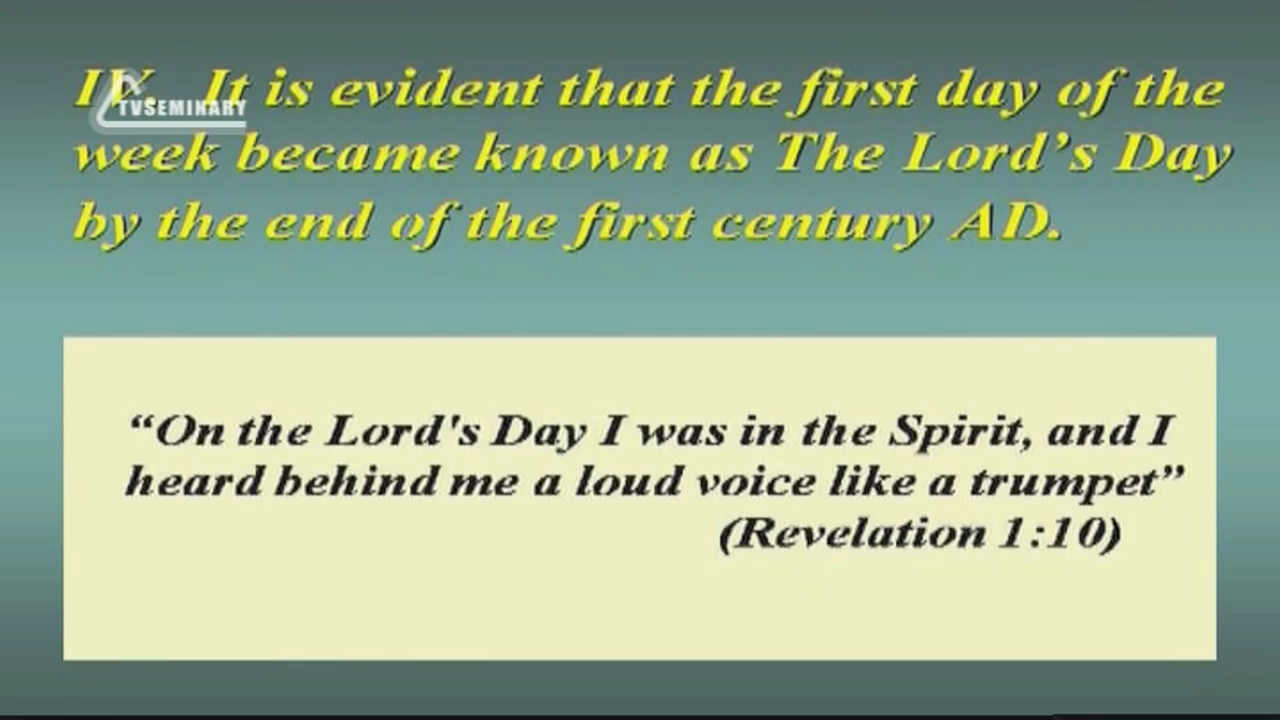 It is evident that the first day of the
TVSEMINARY
week became known as The Lord’s Day
by the end of the first century AD.
“On the Lord's Day I was in the Spirit, and I
heard behind me a loud voice like a trumpet”
(Revelation 1:10)